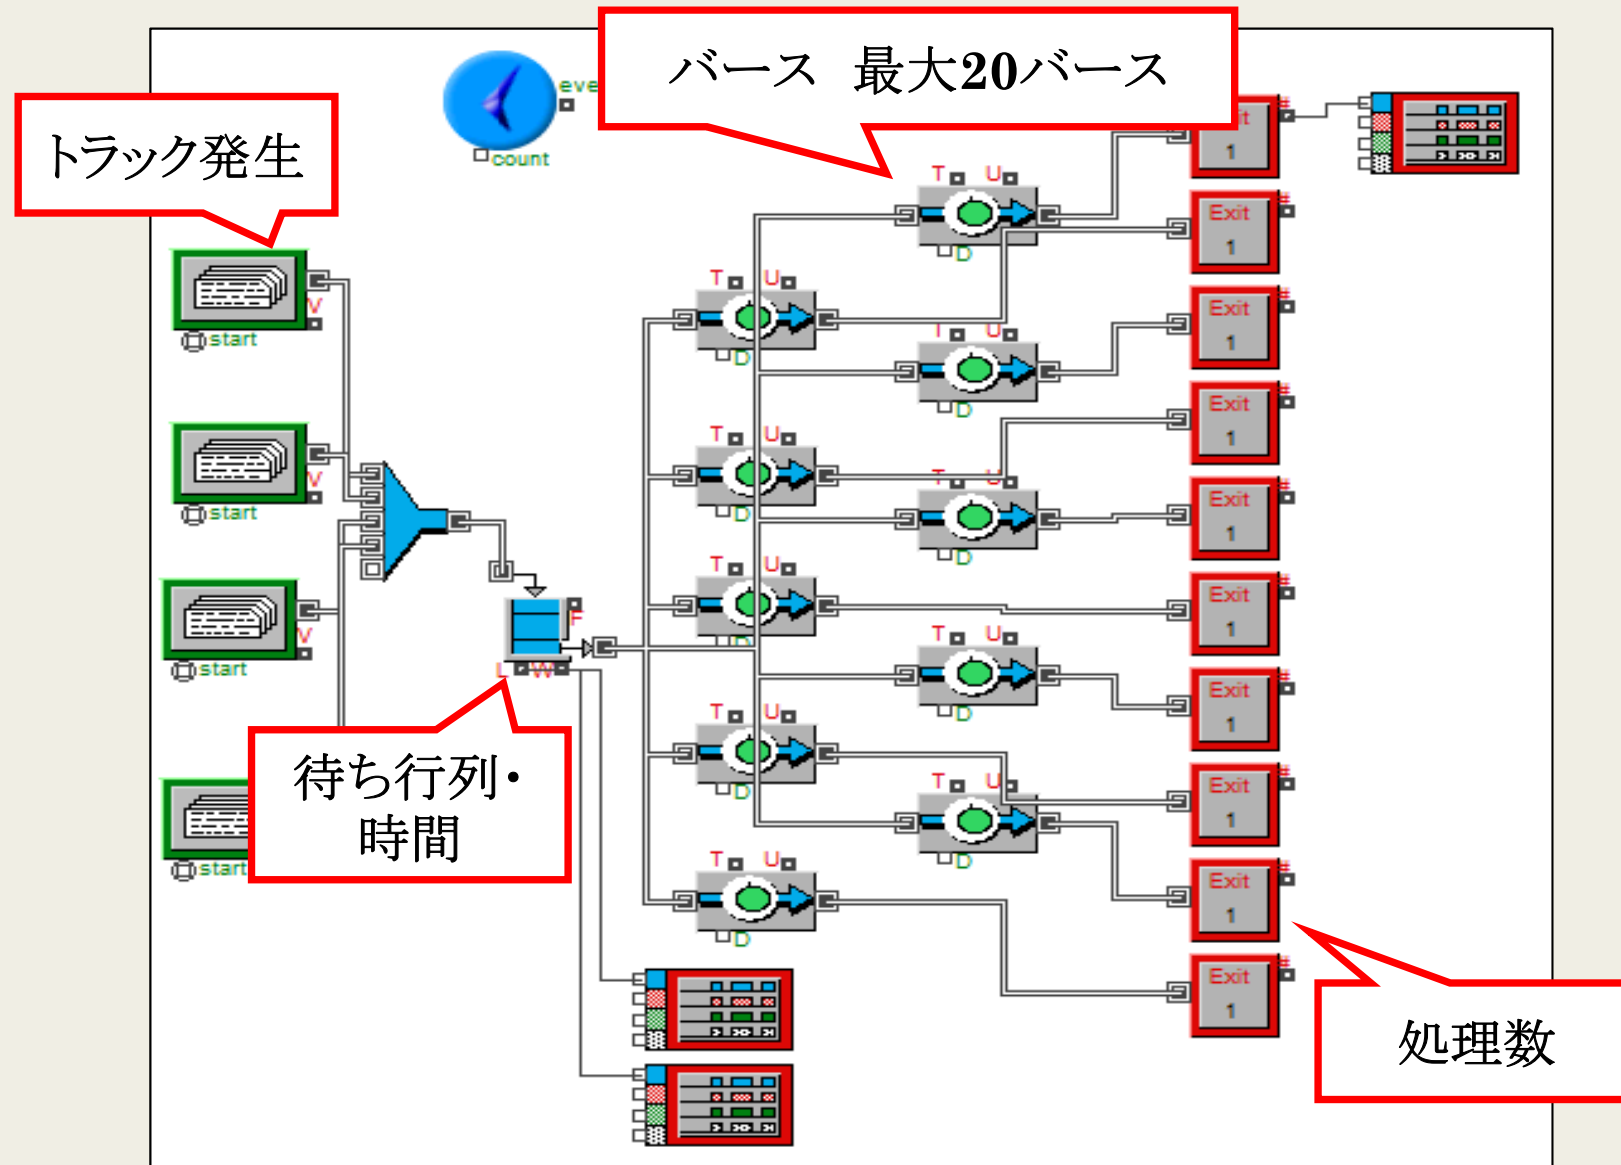 バース 最大20バース
トラック発生
eve
count
it
1
T U
D
Exit
1
V
start
T U
D
Exit
1
T U
D
Exit
1
V
start
T U
D
T U
D
Exit
1
T U
D
Exit
1
F
V
start
L W
T U
D
Exit
1
T U
D
Exit
1
待ち行列・
時間
T U
D
start
Exit
1
T U
D
Exit
1
処理数